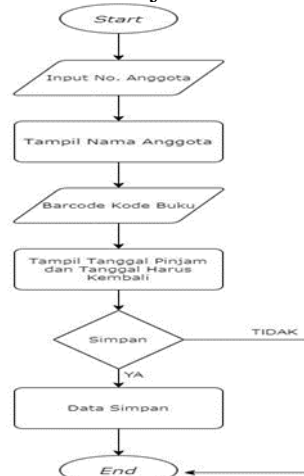 Start
Input No. Anggota
Tampil Nama Anggota
Barcode Kode Buku
Tampil Tanggal Pinjam
dan Tanggal Harus
Kembali
Simpan
TIDAK
YA
Data Simpan
End